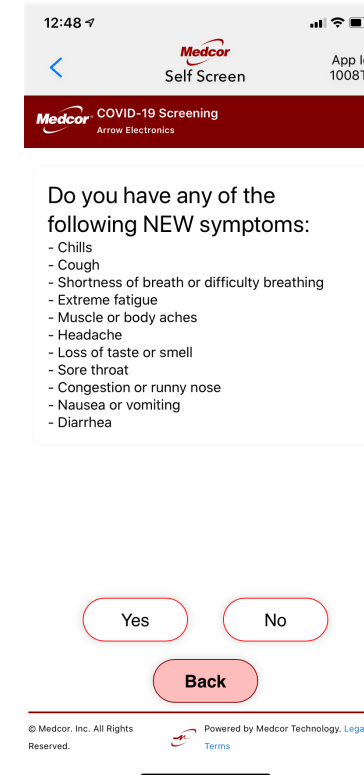 12:48
Medcor
Self Screen
App I
1008
Medcor COVID-19 Screening
Arrow Electronics
Do you have any of the
following NEW symptoms:
- Chills
- Cough
- Shortness of breath or difficulty breathing
- Extreme fatigue
- Muscle or body aches
- Headache
- Loss of taste or smell
- Sore throat
- Congestion or runny nose
- Nausea or vomiting
- Diarrhea
Yes
No
Back
© Medcor. Inc. All Rights
Reserved.
Powered by Medcor Technology. Lega
Terms